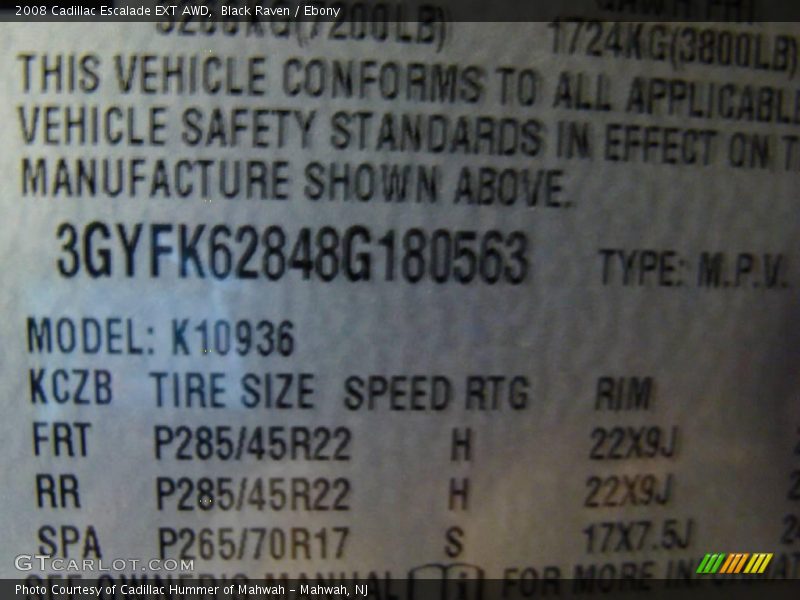 2008 Cadillac Escalade EXT AWD, Black Raven / Ebony
(7200LB)
1724KG(3800LB)
THIS VEHICLE CONFORMS TO ALL
VEHICLE SAFETY STANDARDS IN EFFECT ON
MANUFACTURE SHOWN ABOVE.
3GYFK62848G180563 TYPE: M.P.V.
MODEL: K10936
KCZB TIRE SIZE SPEED RTG RIM
FRT P285/45R22 H 22X9J
RR P285/45R22 H 22X9J
SPA P265/70R17 S 17X7.5J
GTCARLOT.COM
OWNER'S MANUAL FOR MORE
Photo Courtesy of Cadillac Hummer of Mahwah – Mahwah, NJ